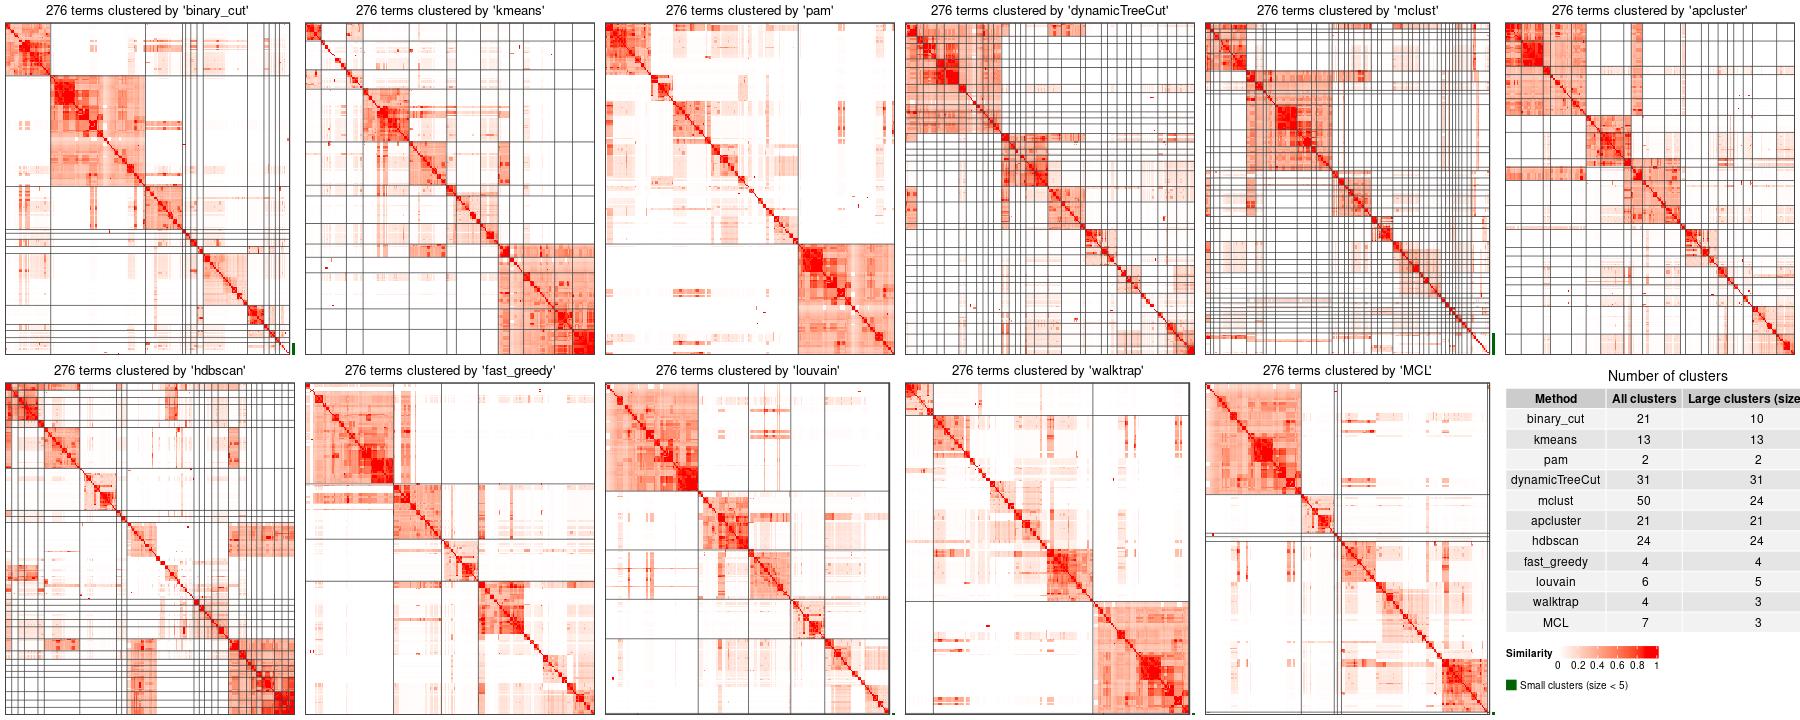 276 terms clustered by 'binary_cut'
276 terms clustered by 'kmeans'
276 terms clustered by 'pam'
276 terms clustered by 'dynamicTreeCut'
276 terms clustered by 'mclust'
276 terms clustered by 'apcluster'
276 terms clustered by 'hdbscan'
276 terms clustered by 'fast_greedy'
276 terms clustered by 'louvain'
276 terms clustered by 'walktrap'
276 terms clustered by 'MCL'
Number of clusters
Method All clusters Large clusters (size
binary_cut 21 10
kmeans 13 13
pam 2 2
dynamicTreeCut 31 31
mclust 50 24
apcluster 21 21
hdbscan 24 24
fast_greedy 4 4
louvain 6 5
walktrap 4 3
MCL 7 3
Similarity
0 0.2 0.4 0.6 0.8 1
Small clusters (size < 5)